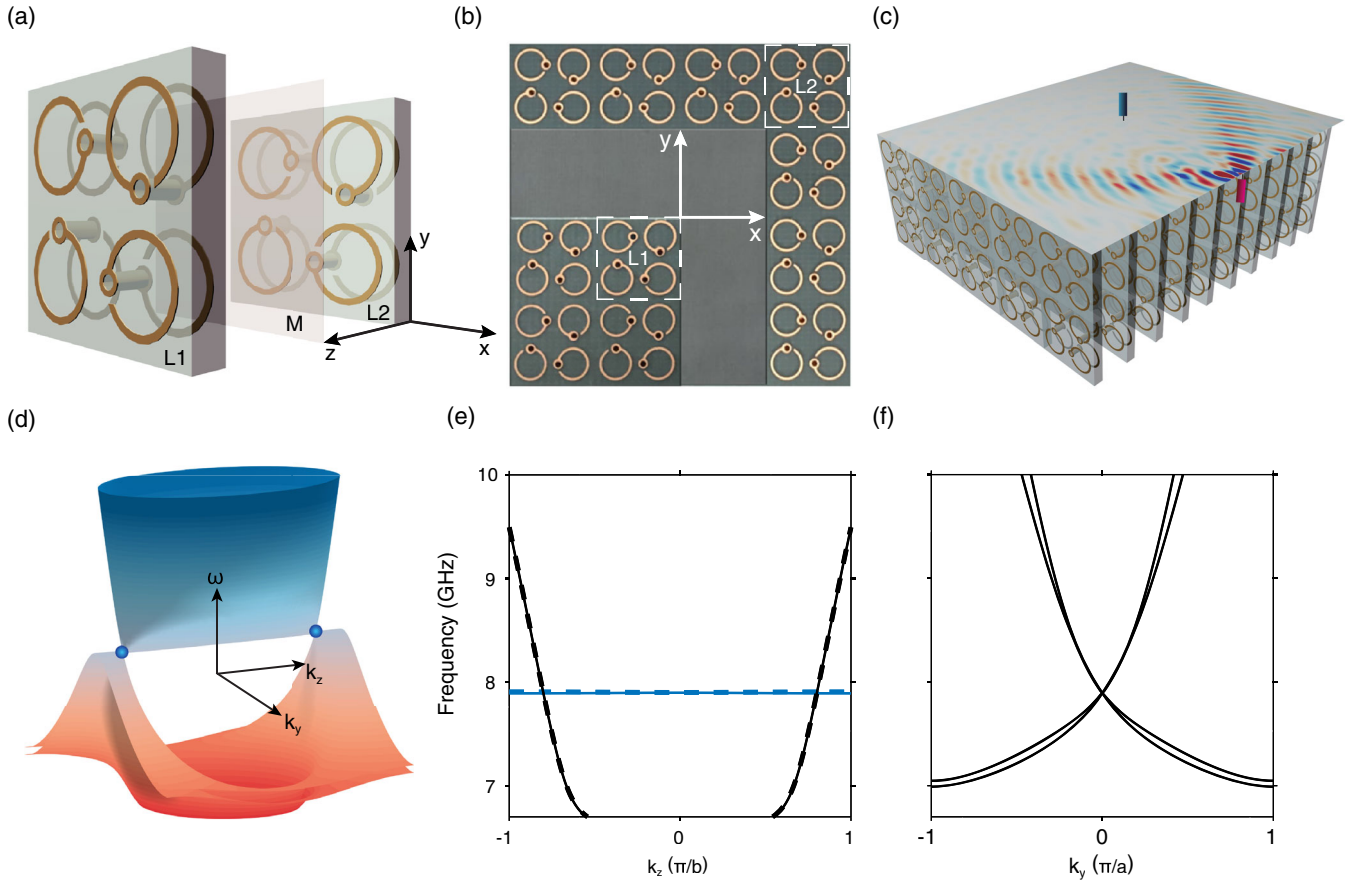 (a)
L1
M
L2
y
z
x
(b)
L2
y
x
L1
(c)
(d)
ω
k_z
k_y
(e)
Frequency (GHz)
10
9
8
7
-1
0
1
k_z (π/b)
(f)
-1
0
1
k_y (π/a)